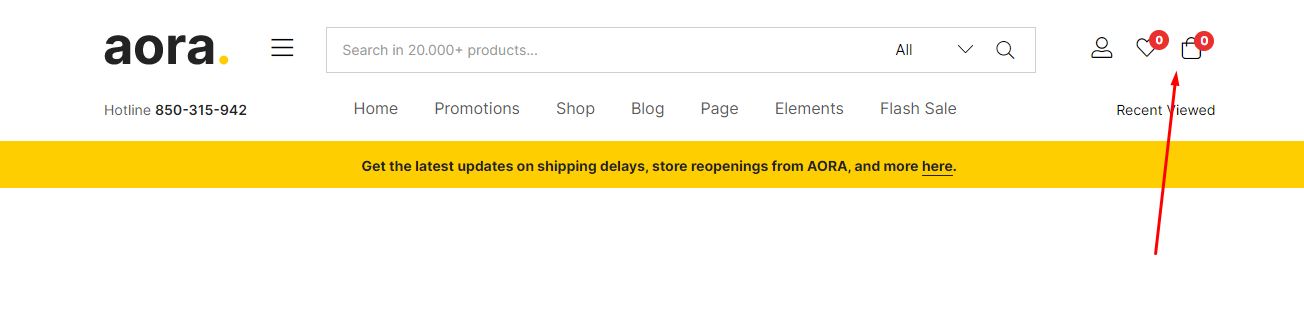 aora.
Search in 20.000+ products...
All
0
0
Hotline 850-315-942
Home
Promotions
Shop
Blog
Page
Elements
Flash Sale
Recent Viewed
Get the latest updates on shipping delays, store reopenings from AORA, and more here.